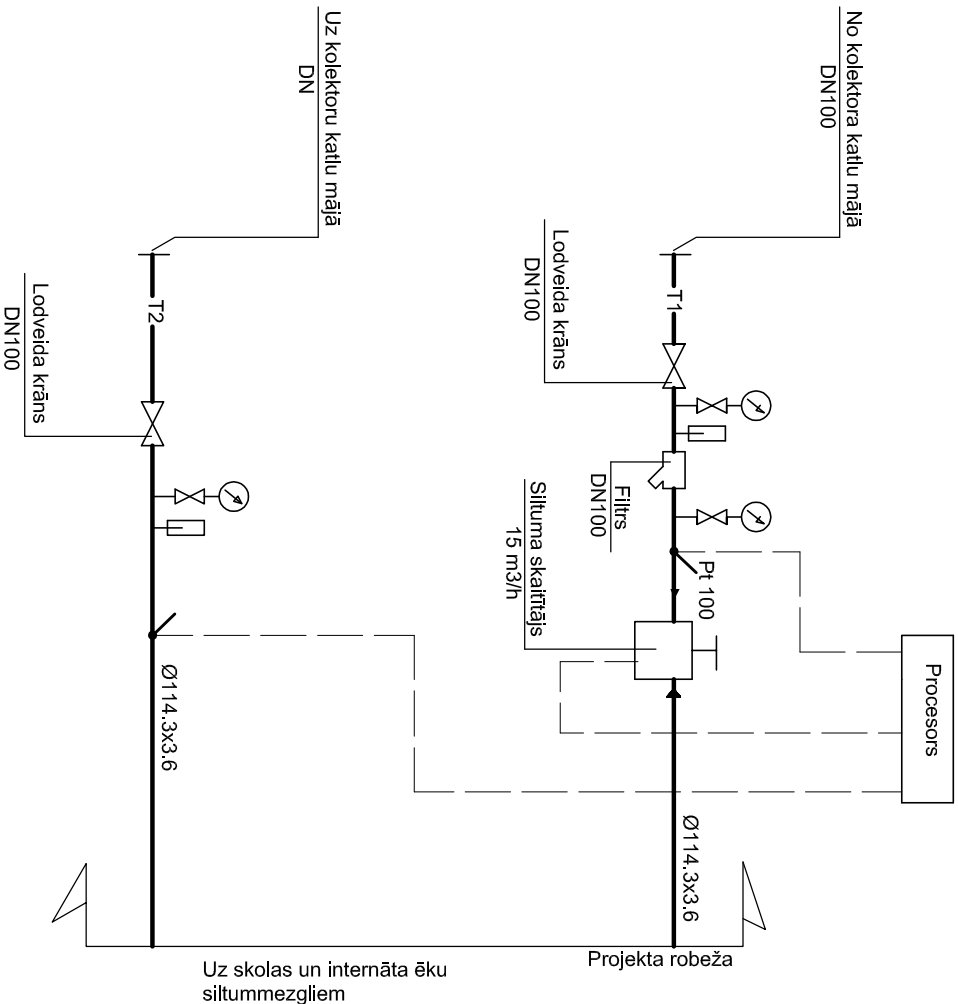 No kolektora katlu mājā
DN100
T1
Lodveida krāns
DN100
Filtrs
DN100
Pt 100
Siltuma skaitītājs
15 m3/h
Procesors
Ø114.3x3.6
Uz kolektoru katlu mājā
DN
T2
Lodveida krāns
DN100
Ø114.3x3.6
Projekta robeža
Uz skolas un internāta ēku
siltummezgliem